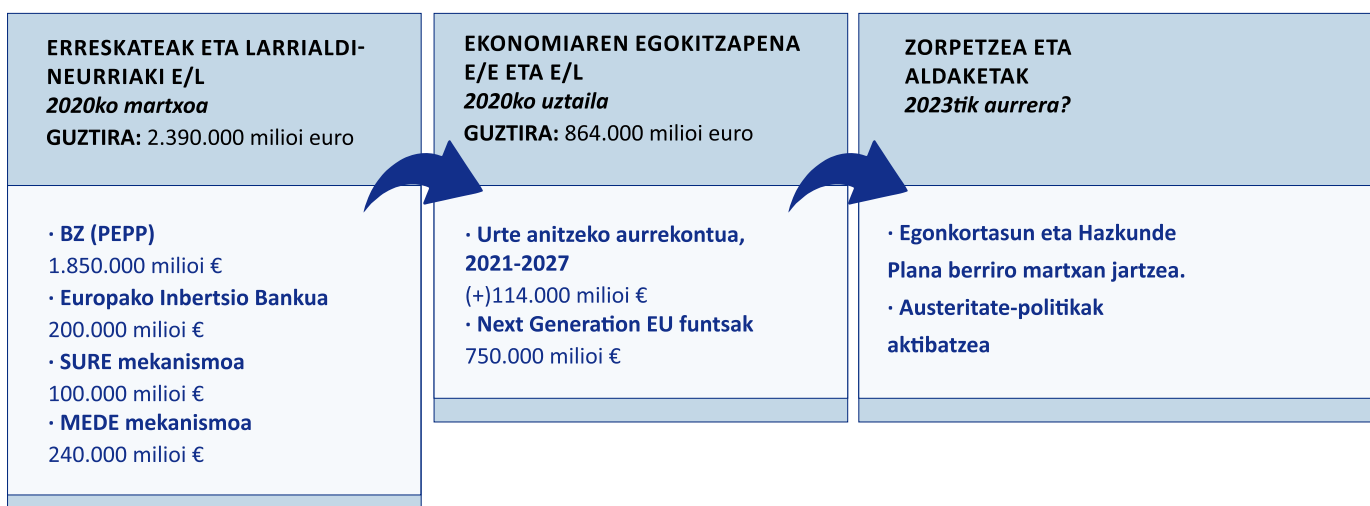 ERRESKATEAK ETA LARRIALDI-
NEURRIAKI E/L
2020ko martxoa
GUZTIRA: 2.390.000 milioi euro
· BZ (PEPP)
1.850.000 milioi €
· Europako Inbertsio Bankua
200.000 milioi €
· SURE mekanismoa
100.000 milioi €
· MEDE mekanismoa
240.000 milioi €
EKONOMIAREN EGOKITZAPENA
E/E ETA E/L
2020ko uztaila
GUZTIRA: 864.000 milioi euro
· Urte anitzeko aurrekontua,
2021-2027
(+)114.000 milioi €
· Next Generation EU funtsak
750.000 milioi €
ZORPETZEA ETA
ALDAKETAK
2023tik aurrera?
· Egonkortasun eta Hazkunde
Plana berriro martxan jartzea.
· Austeritate-politikak
aktibatzea